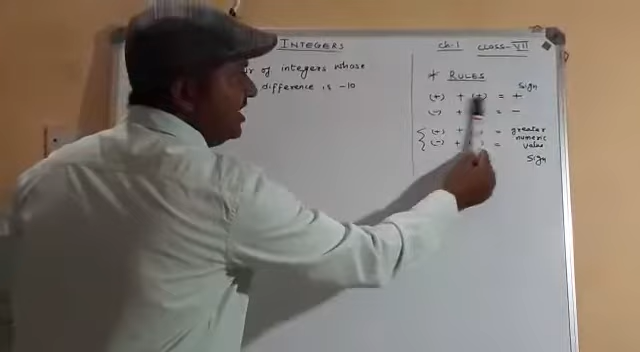 INTEGERS
of integers whose
difference is -10
ch:1 CLASS-VII
* RULES
Sign
(+) + (+) = +
(-) + = -
(+) + = greater
numeric
(-) + = value
Sign